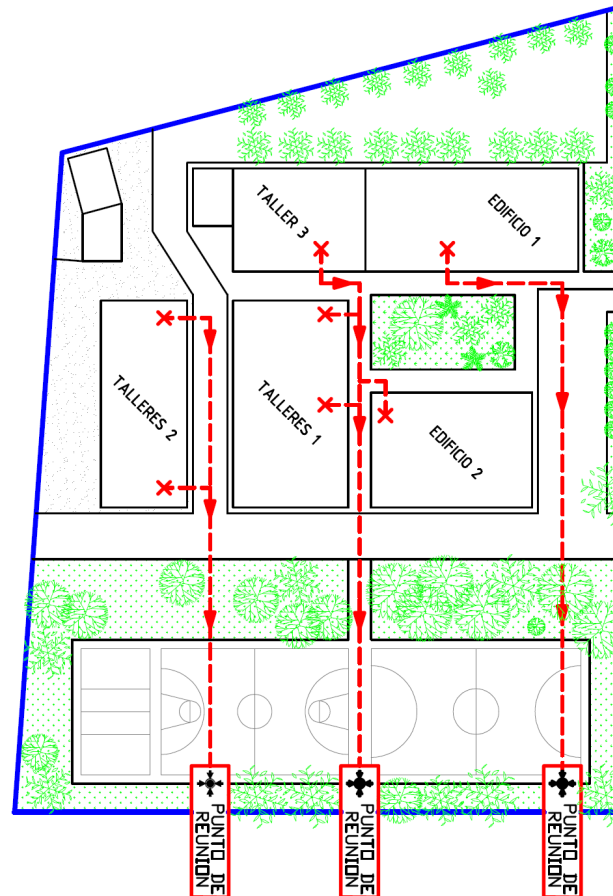 TALLER 3
EDIFICIO 1
TALLERES 2
TALLERES 1
EDIFICIO 2
PUNTO DE
REUNION
PUNTO DE
REUNION
PUNTO DE
REUNION